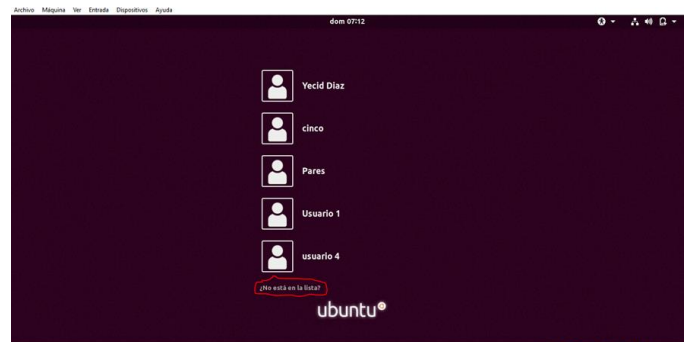 Archivo Máquina Ver Entrada Dispositivos Ayuda
dom 07:12
Yecid Diaz
cinco
Pares
Usuario 1
usuario 4
¿No está en la lista?
ubuntu